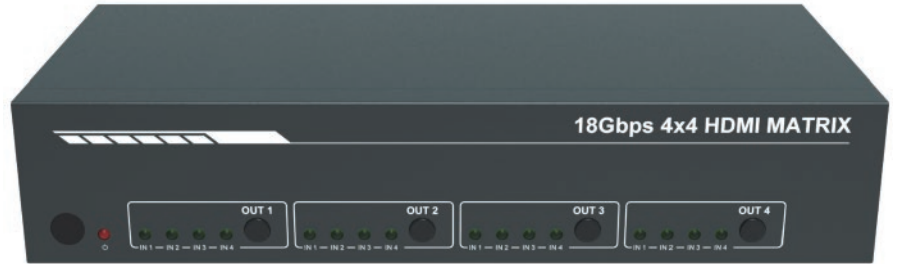 18Gbps 4x4 HDMI MATRIX
OUT 1 OUT 2 OUT 3 OUT 4
IN 1 IN 2 IN 3 IN 4 IN 1 IN 2 IN 3 IN 4 IN 1 IN 2 IN 3 IN 4 IN 1 IN 2 IN 3 IN 4